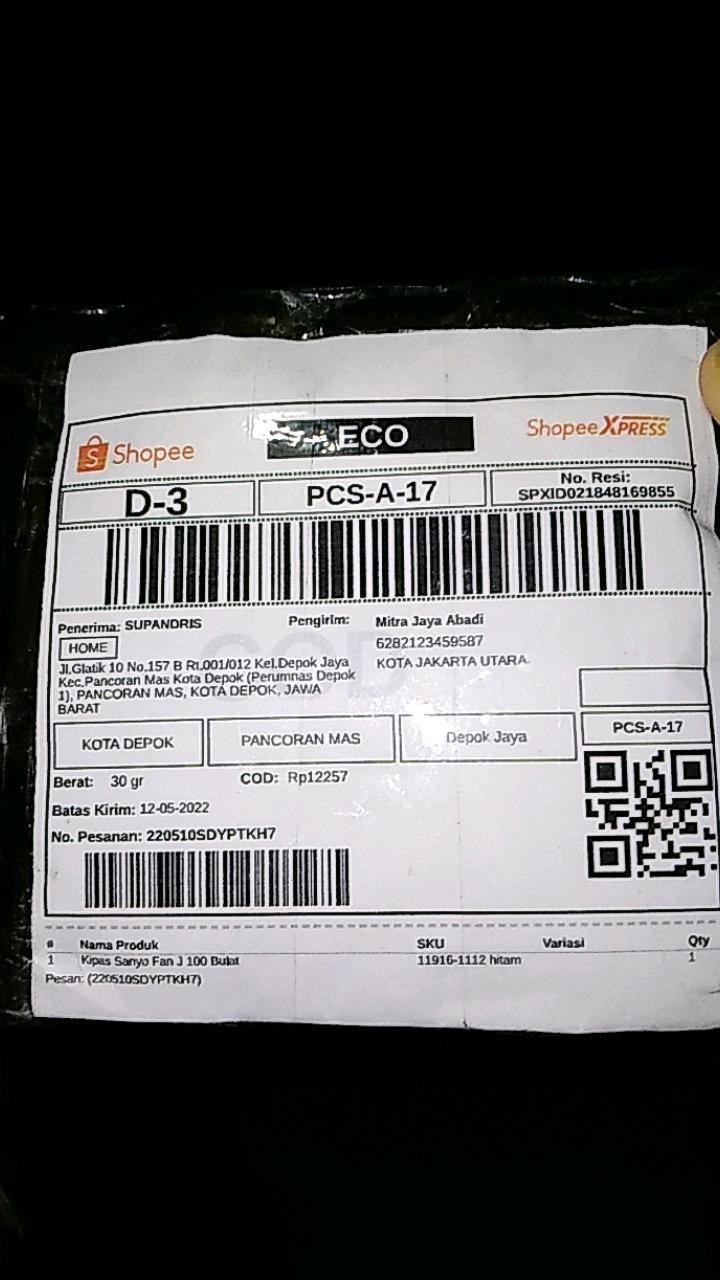 Shopee
ECO
Shopee XPRESS
D-3
PCS-A-17
No. Resi:
SPXID021848169855
Penerima: SUPANDRIS
HOME
Jl.Glatik 10 No.157 B Rt.001/012 Kel.Depok Jaya
Kec.Pancoran Mas Kota Depok (Perumnas Depok
1), PANCORAN MAS, KOTA DEPOK, JAWA
BARAT
Pengirim: Mitra Jaya Abadi
6282123459587
KOTA JAKARTA UTARA
COD
KOTA DEPOK
PANCORAN MAS
Depok Jaya
PCS-A-17
Berat: 30 gr
COD: Rp12257
Batas Kirim: 12-05-2022
No. Pesanan: 220510SDYPTKH7
# Nama Produk SKU Variasi Qty
1 Kipas Sanyo Fan J 100 Bulat 11916-1112 hitam 1
Pesan: (220510SDYPTKH7)